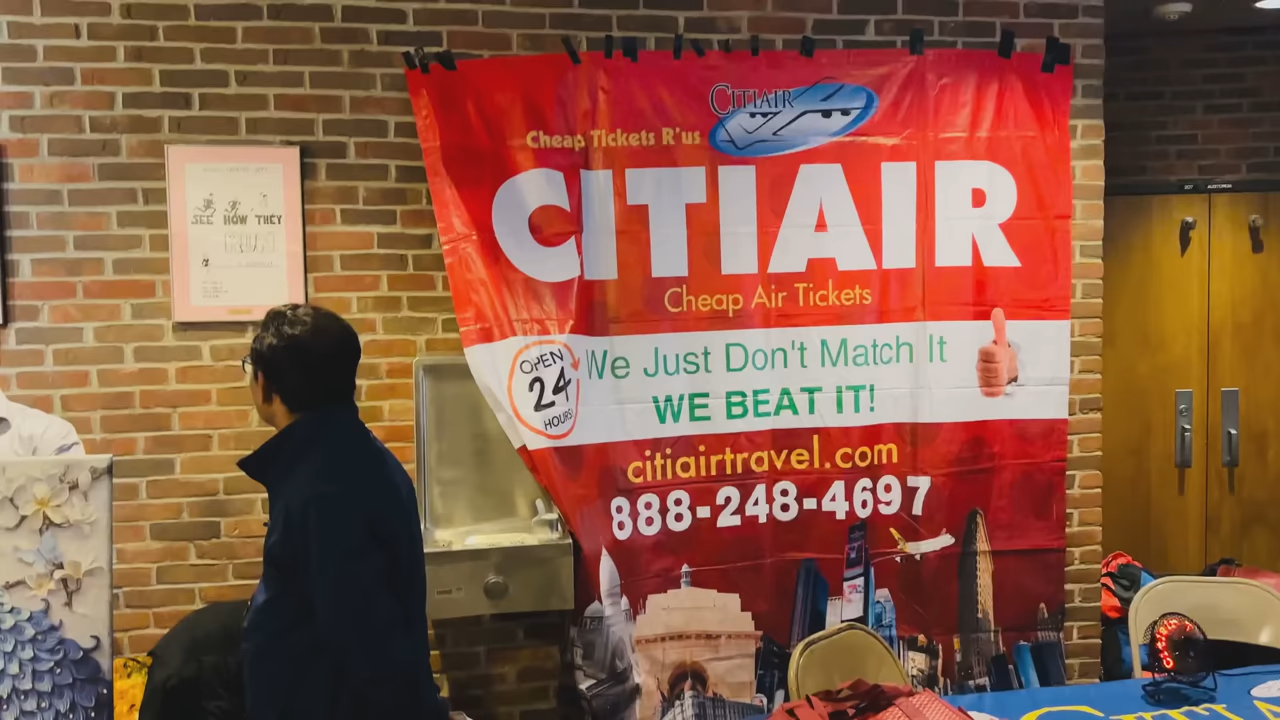 CITIAIR
Cheap Tickets R'us
CITIAIR
Cheap Air Tickets
OPEN
24
HOURS!
We Just Don't Match It
WE BEAT IT!
citiairtravel.com
888-248-4697
SEE HOW THEY
AUDITORIUM